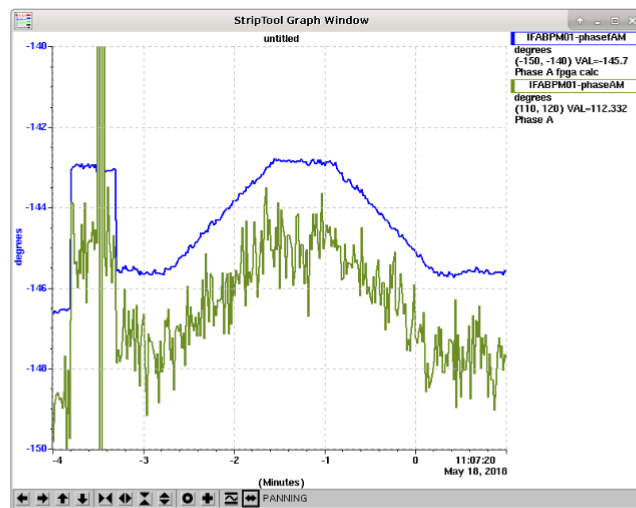 StripTool Graph Window
untitled
-140
-142
-144
-146
-148
-150
degrees
-4
-3
-2
-1
0
11:07:20
May 18, 2018
(Minutes)
IFABPM01-phasefAM
degrees
(-150, -140) VAL=-145.7
Phase A fpga calc
IFABPM01-phaseAM
degrees
(110, 120) VAL=112.332
Phase A
PANNING